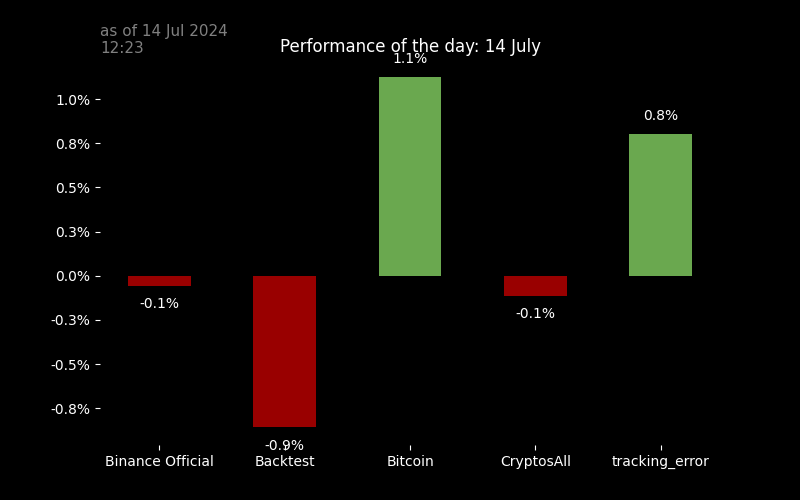 as of 14 Jul 2024
12:23
Performance of the day: 14 July
1.1%
1.0%
0.8%
0.8%
0.5%
0.3%
0.0%
-0.1%
-0.1%
-0.3%
-0.5%
-0.8%
-0.9%
Binance Official
Backtest
Bitcoin
CryptosAll
tracking_error